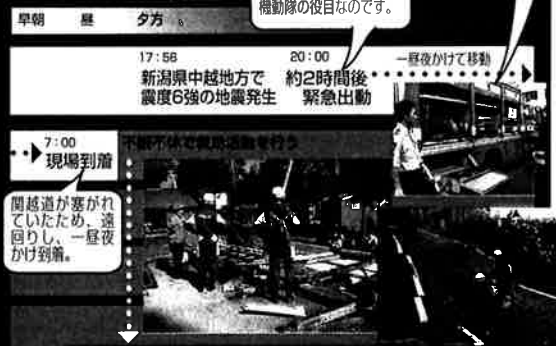 機動隊の役目なのです。
早朝 昼 夕方
17:56
新潟県中越地方で
震度6強の地震発生
20:00
約2時間後
緊急出動
一昼夜かけて移動
7:00
現場到着
不眠不休で救助活動を行う
関越道が塞がれ
ていたため、遠
回りし、一昼夜
かけ到着。